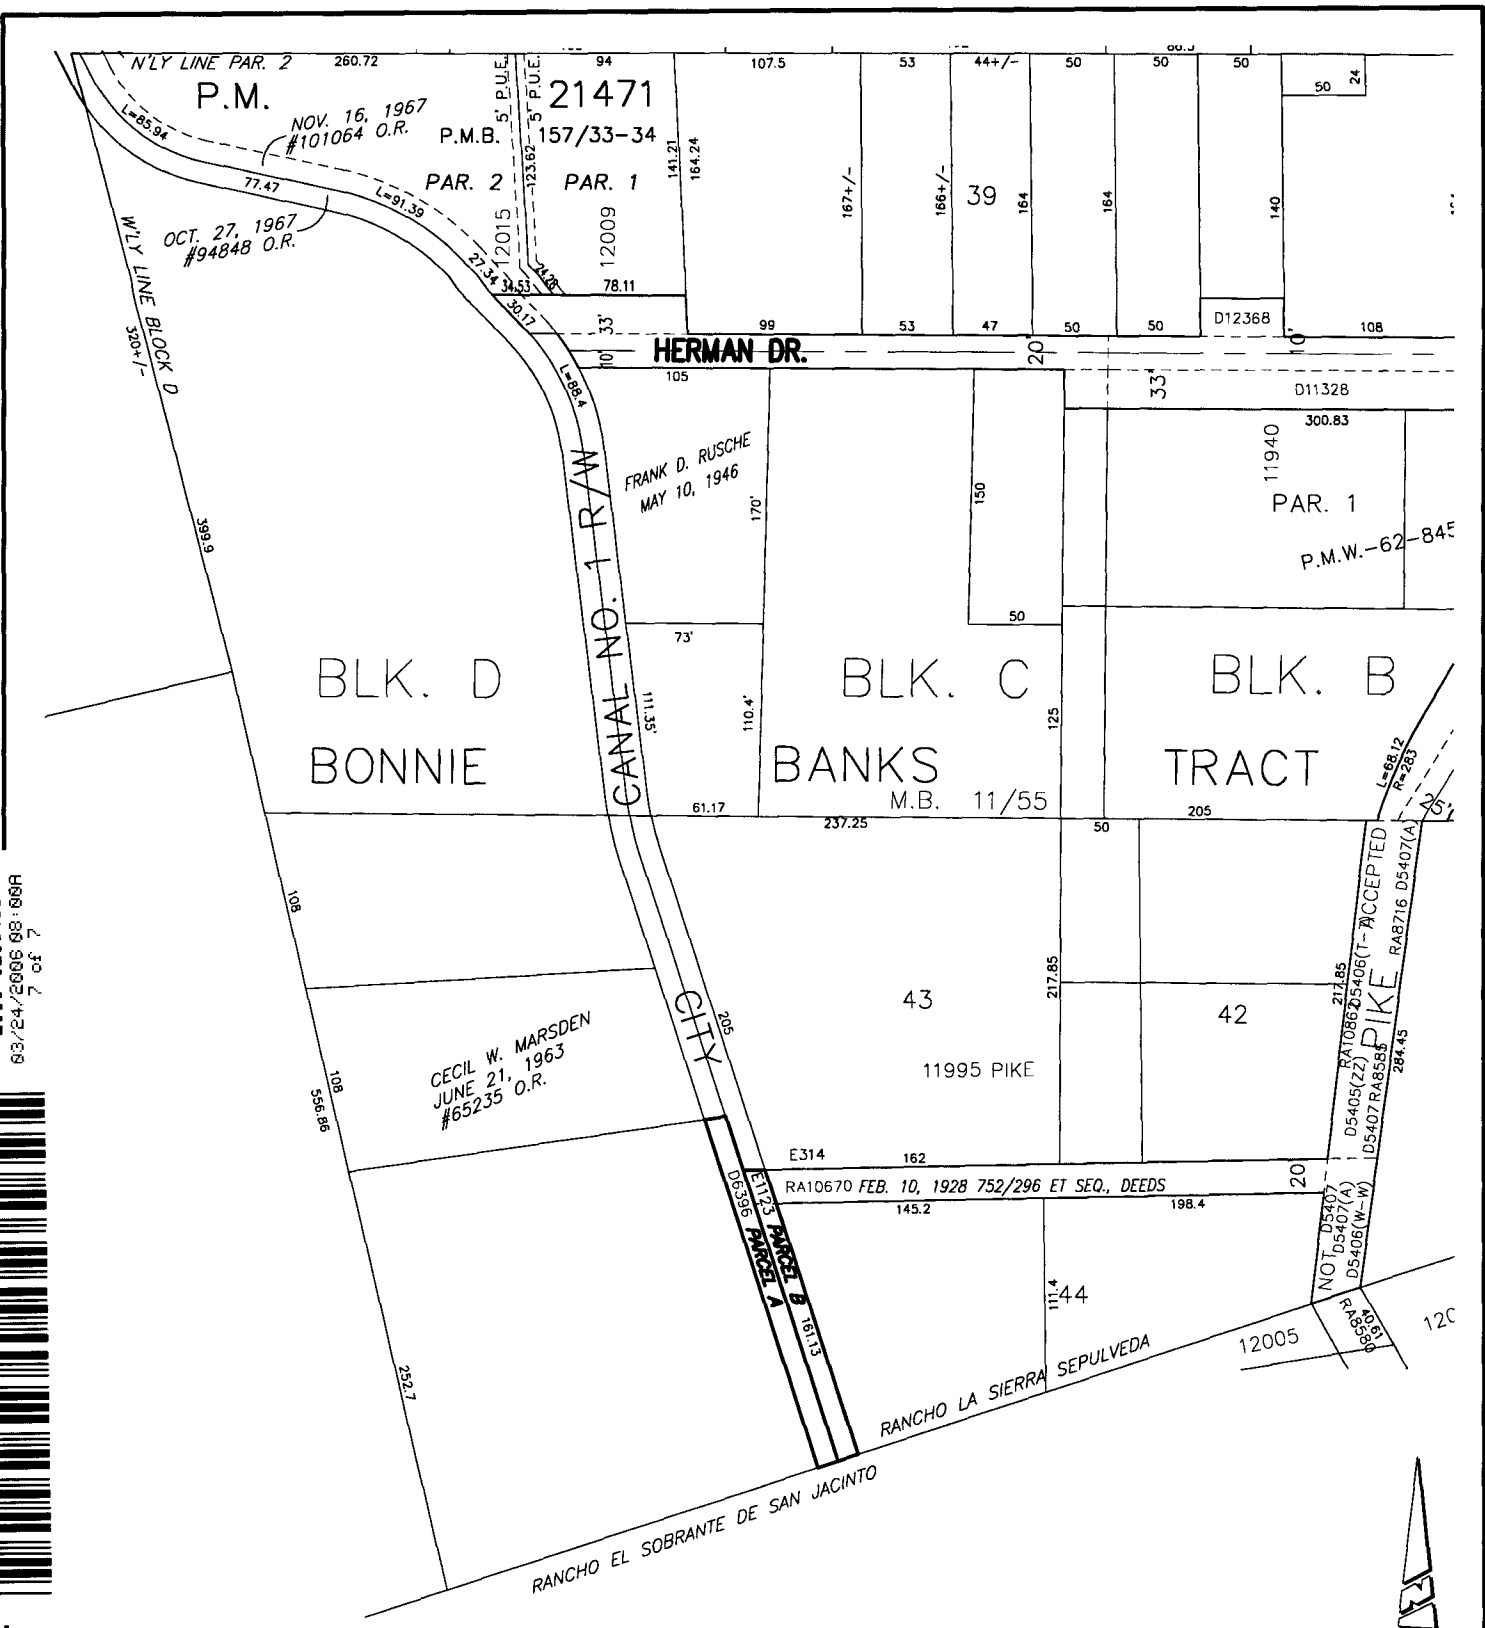 N'LY LINE PAR. 2
260.72
94
107.5
53
44+/-
50
50
50
50
24
P.M.
21471
5' P.U.E.
5' P.U.E.
L=85.94
NOV. 16, 1967
#101064 O.R.
P.M.B. 157/33-34
PAR. 2
123.62
PAR. 1
141.21
164.24
167+/-
166+/-
39
164
164
140
77.47
L=91.39
OCT. 27, 1967
#94848 O.R.
12015
12009
27.34
34.53
24.28
78.11
30.17
33'
W'LY LINE BLOCK D
320+/-
99
53
47
50
50
D12368
108
10'
HERMAN DR.
20'
10'
105
33'
D11328
L=88.4
300.83
11940
FRANK D. RUSCHE
MAY 10, 1946
170'
150
PAR. 1
P.M.W.-62-845
399.9
CANAL NO. 1 R/W
50
73'
BLK. D
BLK. C
BLK. B
111.35'
110.4'
125
BONNIE
BANKS
TRACT
M.B. 11/55
L=68.12
R=283
25'
61.17
237.25
50
205
03/24/2006 08:00A
7 of 7
108
217.85
217.85
43
42
CITY
205
11995 PIKE
PIKE
ACCEPTED
D5406(T-T)
RA10862
D5405(ZZ)
RA8716 D5407(A)
D5407 RA8585
284.45
CECIL W. MARSDEN
JUNE 21, 1963
#65235 O.R.
108
556.86
E314
162
RA10670 FEB. 10, 1928 752/296 ET SEQ., DEEDS
20
145.2
198.4
D6396 PARCEL A
E1123 PARCEL B
161.13
NOT D5407
D5407(A)
D5406(W-W)
111.4
44
40.61
RA8580
12005
252.7
RANCHO LA SIERRA SEPULVEDA
RANCHO EL SOBRANTE DE SAN JACINTO
N